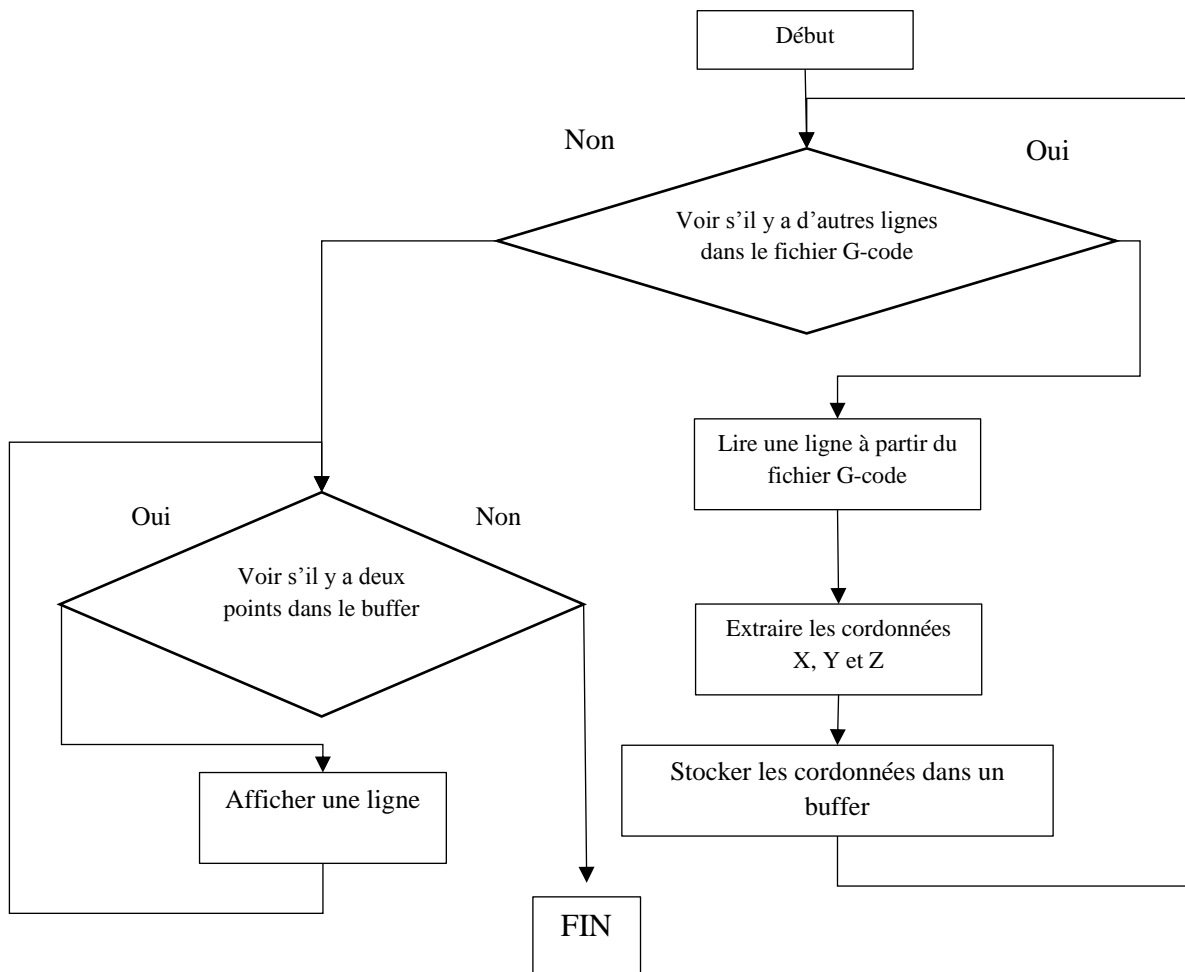 Début
Non
Oui
Voir s’il y a d’autres lignes
dans le fichier G-code
Lire une ligne à partir du
fichier G-code
Oui
Non
Voir s’il y a deux
points dans le buffer
Extraire les cordonnées
X, Y et Z
Stocker les cordonnées dans un
buffer
Afficher une ligne
FIN